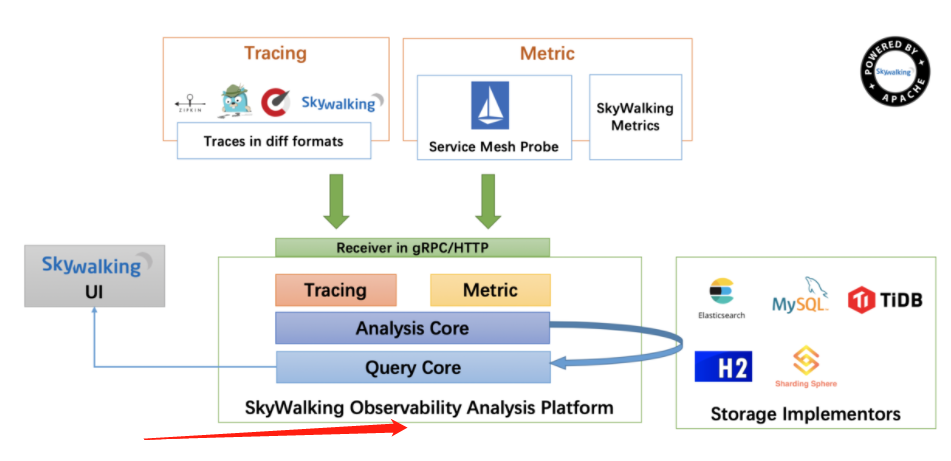 Tracing
Metric
POWERED BY
Skywalking
APACHE
ZIPKIN
Skywalking
SkyWalking
Metrics
Traces in diff formats
Service Mesh Probe
Receiver in gRPC/HTTP
Skywalking
UI
Tracing
Metric
Analysis Core
Query Core
SkyWalking Observability Analysis Platform
Elasticsearch
MySQL
TiDB
H2
Sharding Sphere
Storage Implementors